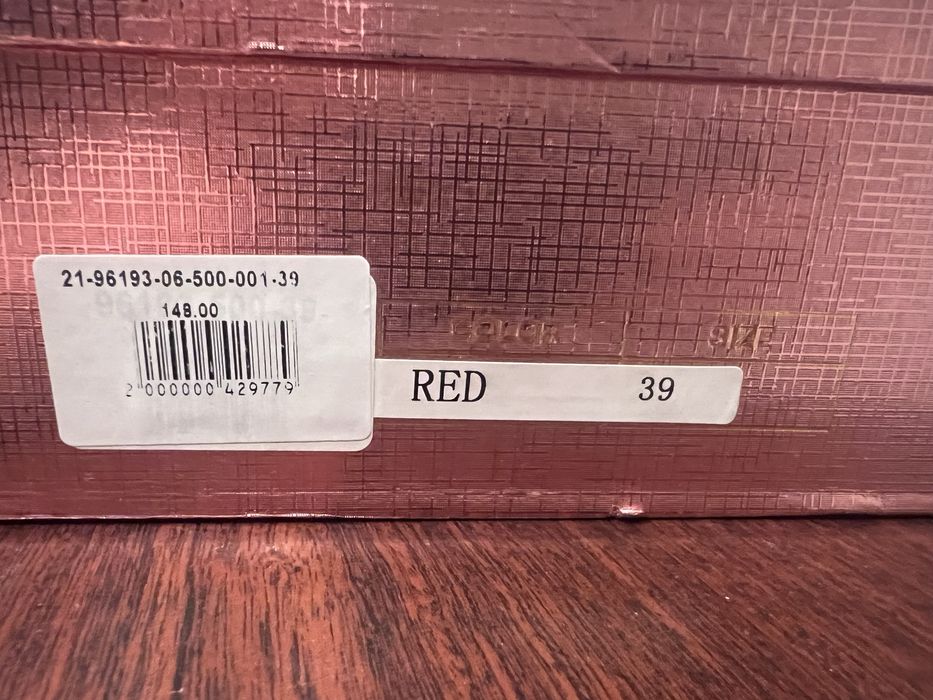 21-96193-06-500-001-39
148.00
2 000000 429779
COLOR SIZE
RED 39